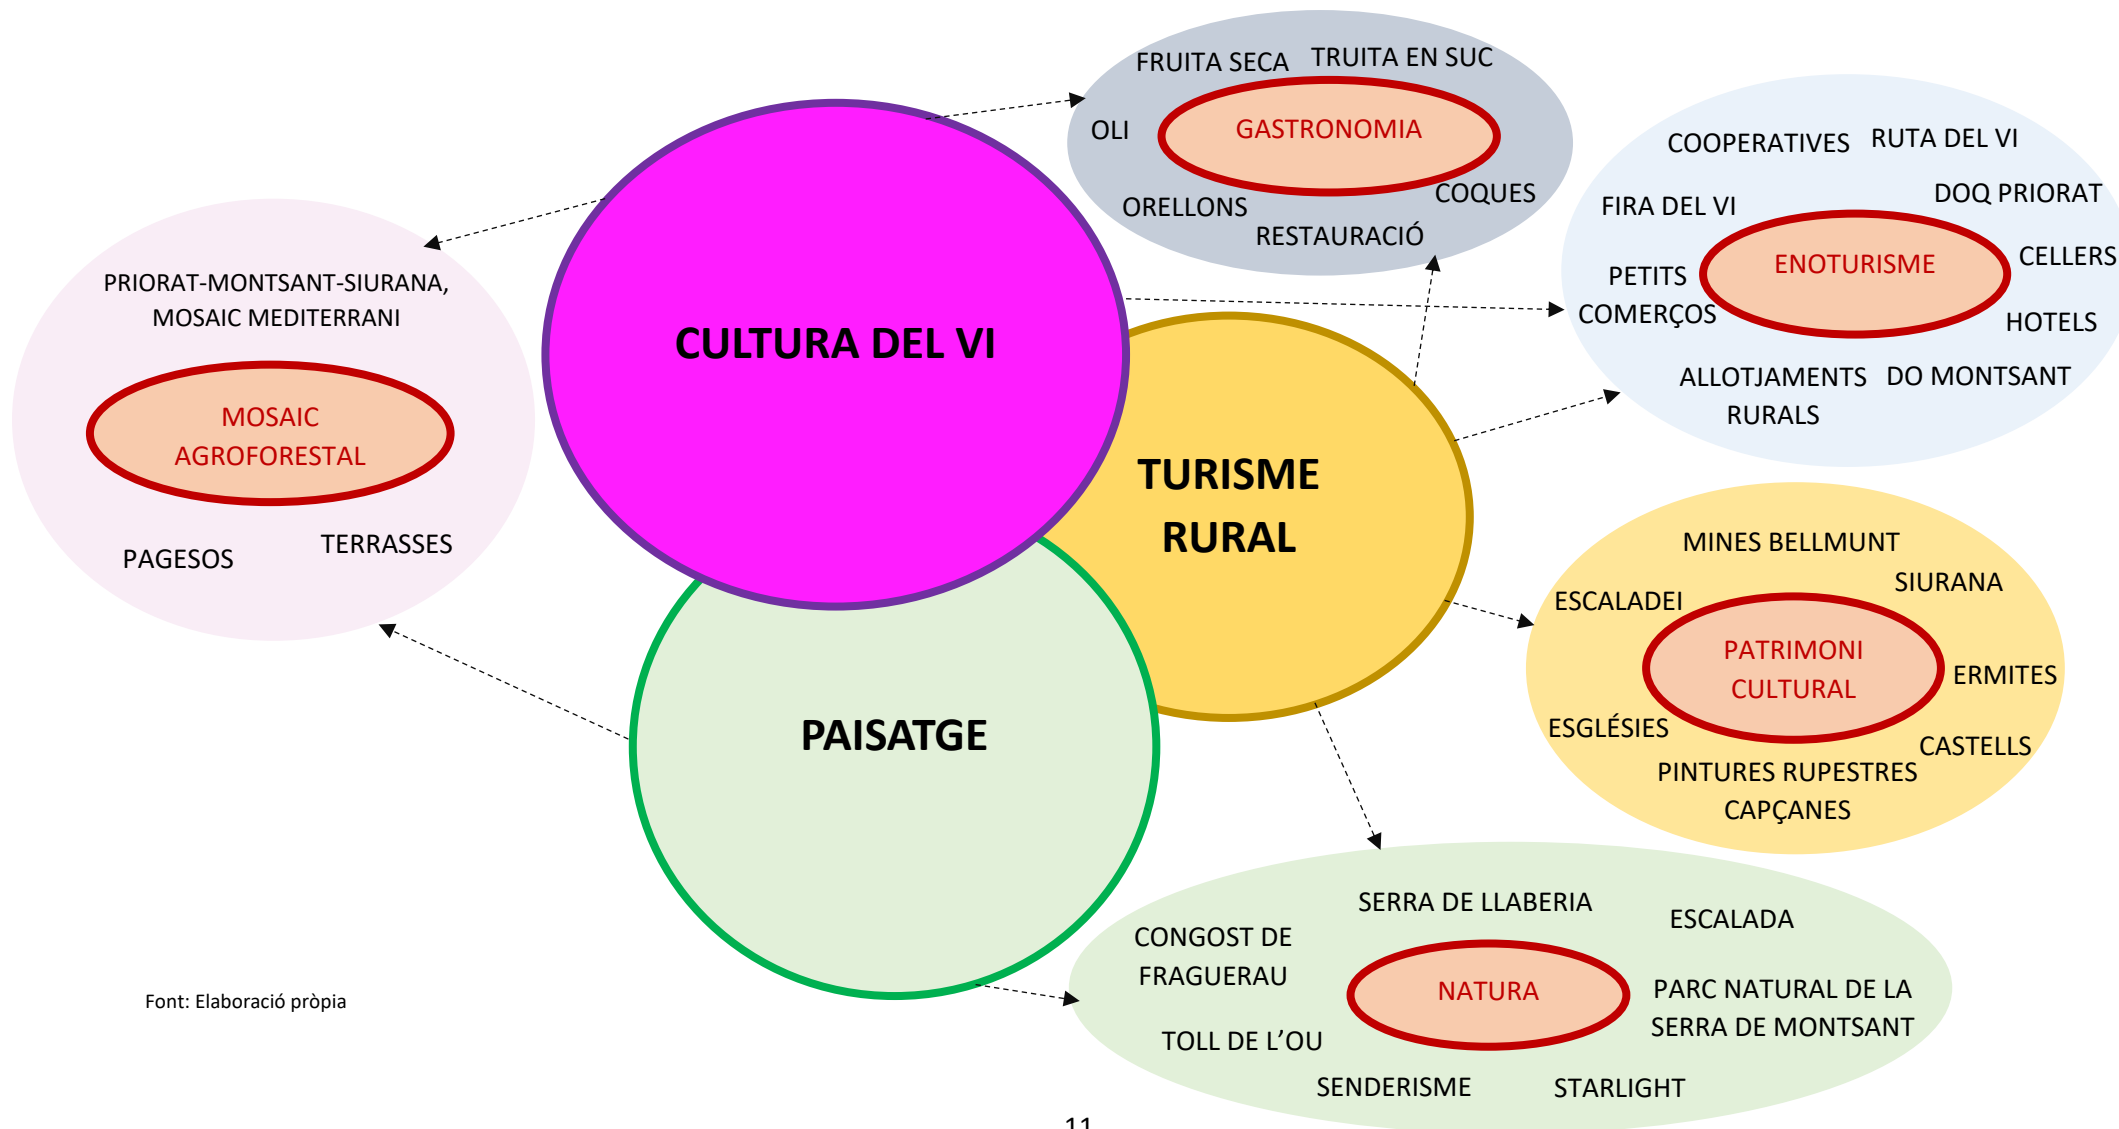 FRUITA SECA
TRUITA EN SUC
OLI
GASTRONOMIA
ORELLONS
COQUES
RESTAURACIÓ
COOPERATIVES
RUTA DEL VI
FIRA DEL VI
DOQ PRIORAT
ENOTURISME
CELLERS
PETITS
COMERÇOS
HOTELS
ALLOTJAMENTS
RURALS
DO MONTSANT
PRIORAT-MONTSANT-SIURANA,
MOSAIC MEDITERRANI
MOSAIC
AGROFORESTAL
PAGESOS
TERRASSES
CULTURA DEL VI
TURISME
RURAL
PAISATGE
MINES BELLMUNT
SIURANA
ESCALADEI
PATRIMONI
CULTURAL
ERMITES
ESGLÉSIES
CASTELLS
PINTURES RUPESTRES
CAPÇANES
SERRA DE LLABERIA
ESCALADA
CONGOST DE
FRAGUERAU
NATURA
PARC NATURAL DE LA
SERRA DE MONTSANT
TOLL DE L’OU
SENDERISME
STARLIGHT
Font: Elaboració pròpia
11